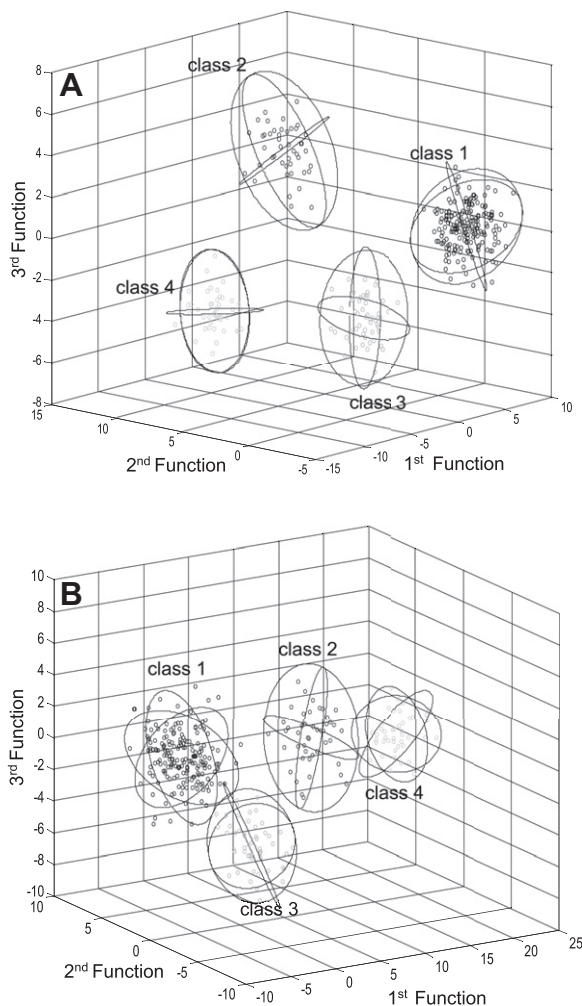 A
class 2
class 1
class 4
class 3
8
6
4
2
0
-2
-4
-6
-8
3rd Function
15
10
5
0
-5
2nd Function
-15
-10
-5
0
5
10
1st Function
B
class 1
class 2
class 4
class 3
10
8
6
4
2
0
-2
-4
-6
-8
-10
3rd Function
10
5
0
-5
-10
2nd Function
-10
-5
0
5
10
15
20
25
1st Function